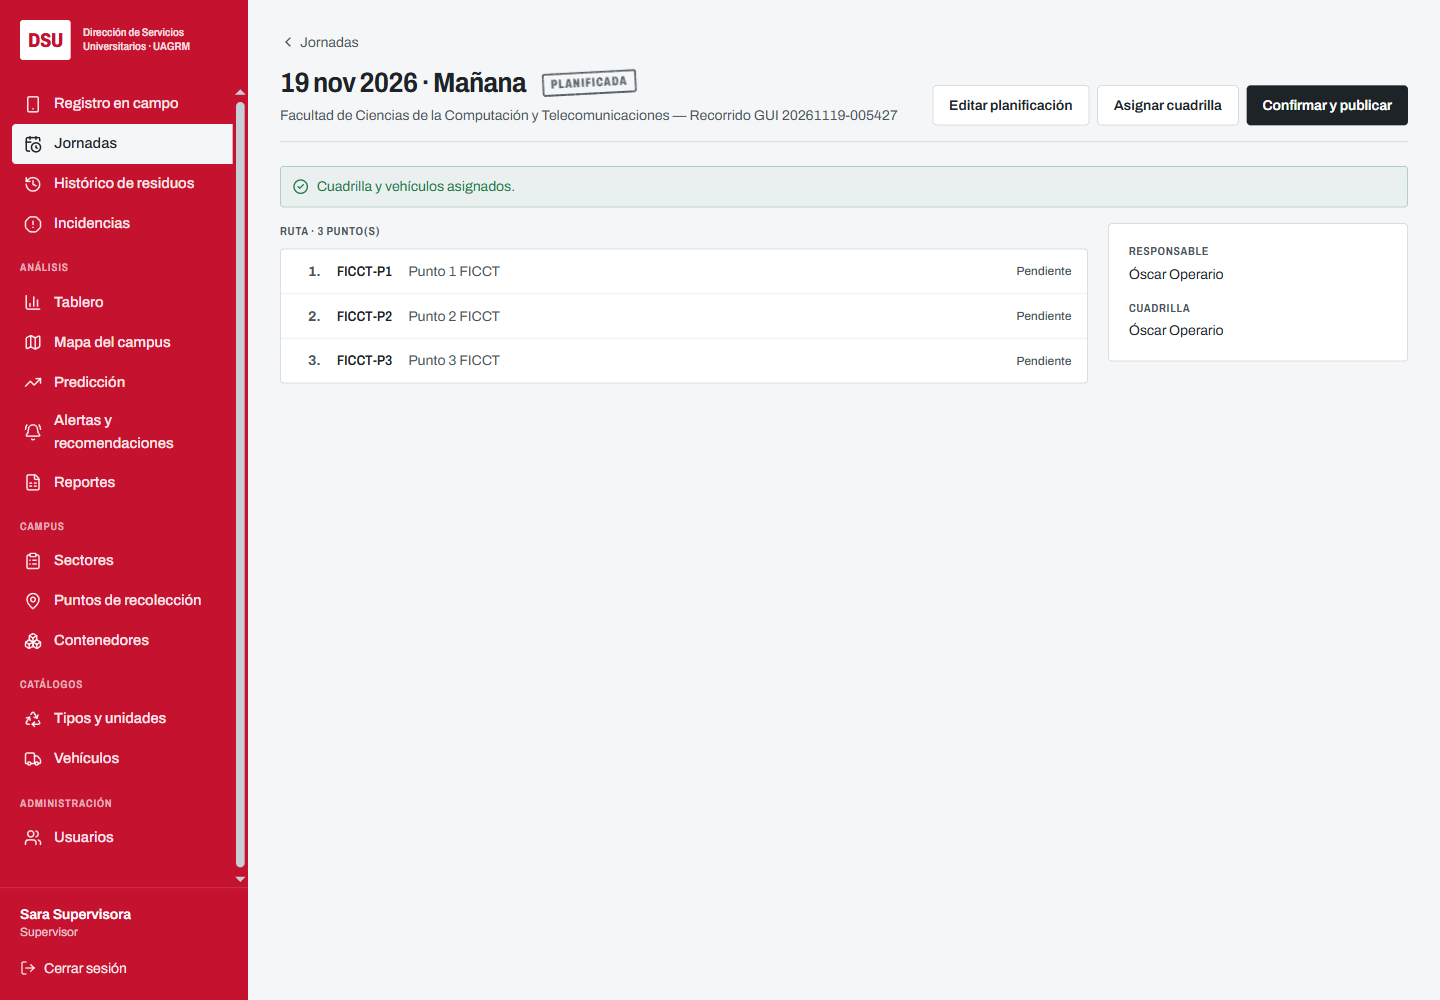 DSU
Dirección de Servicios
Universitarios · UAGRM
Registro en campo
Jornadas
Histórico de residuos
Incidencias
ANÁLISIS
Tablero
Mapa del campus
Predicción
Alertas y
recomendaciones
Reportes
CAMPUS
Sectores
Puntos de recolección
Contenedores
CATÁLOGOS
Tipos y unidades
Vehículos
ADMINISTRACIÓN
Usuarios
Sara Supervisora
Supervisor
Cerrar sesión
Jornadas
19 nov 2026 · Mañana PLANIFICADA
Facultad de Ciencias de la Computación y Telecomunicaciones — Recorrido GUI 20261119-005427
Editar planificación Asignar cuadrilla Confirmar y publicar
Cuadrilla y vehículos asignados.
RUTA · 3 PUNTO(S)
1. FICCT-P1 Punto 1 FICCT Pendiente
2. FICCT-P2 Punto 2 FICCT Pendiente
3. FICCT-P3 Punto 3 FICCT Pendiente
RESPONSABLE
Óscar Operario
CUADRILLA
Óscar Operario